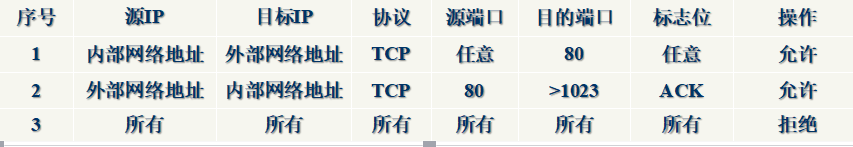 序号 源IP 目标IP 协议 源端口 目的端口 标志位 操作
1 内部网络地址 外部网络地址 TCP 任意 80 任意 允许
2 外部网络地址 内部网络地址 TCP 80 >1023 ACK 允许
3 所有 所有 所有 所有 所有 所有 拒绝